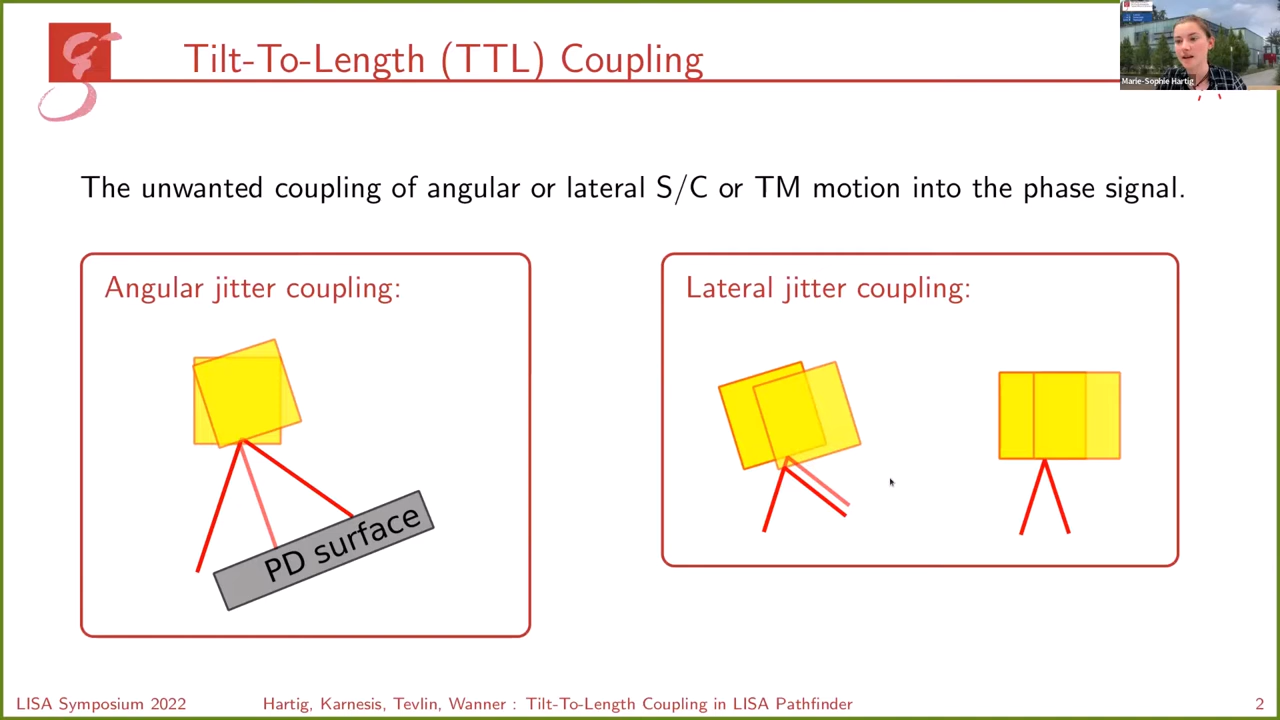 Tilt-To-Length (TTL) Coupling
Marie-Sophie Hartig
The unwanted coupling of angular or lateral S/C or TM motion into the phase signal.
Angular jitter coupling:
PD surface
Lateral jitter coupling:
LISA Symposium 2022
Hartig, Karnesis, Tevlin, Wanner : Tilt-To-Length Coupling in LISA Pathfinder
2